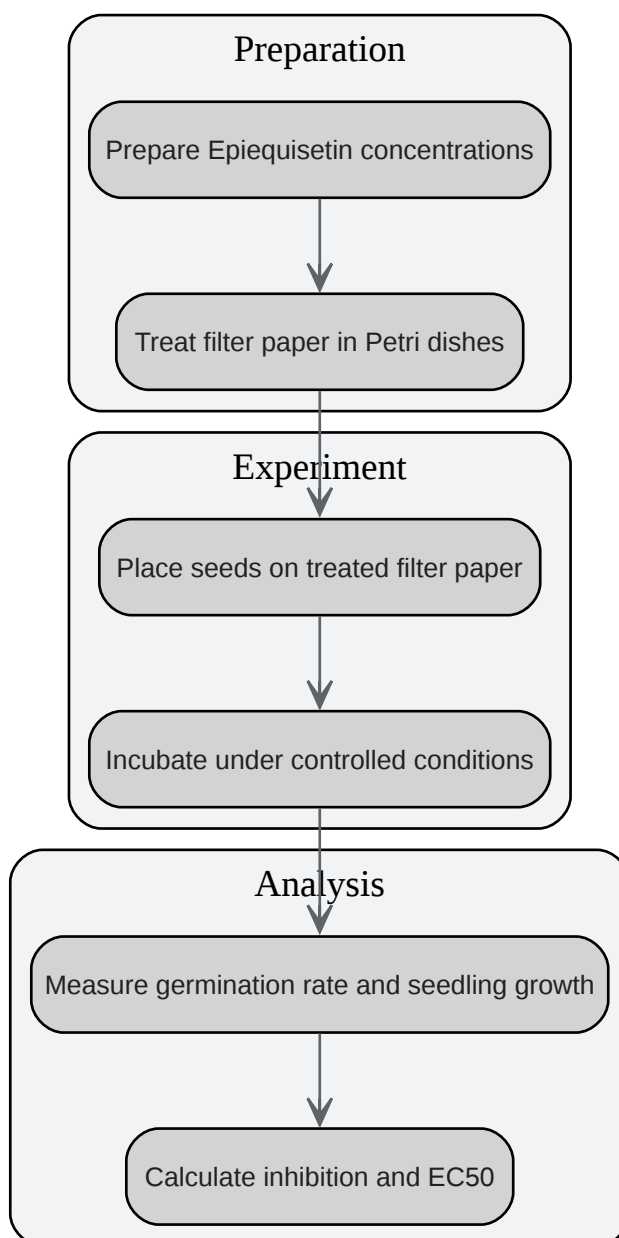 Preparation
Prepare Epiequisetin concentrations
Treat filter paper in Petri dishes
Experiment
Place seeds on treated filter paper
Incubate under controlled conditions
Analysis
Measure germination rate and seedling growth
Calculate inhibition and EC50